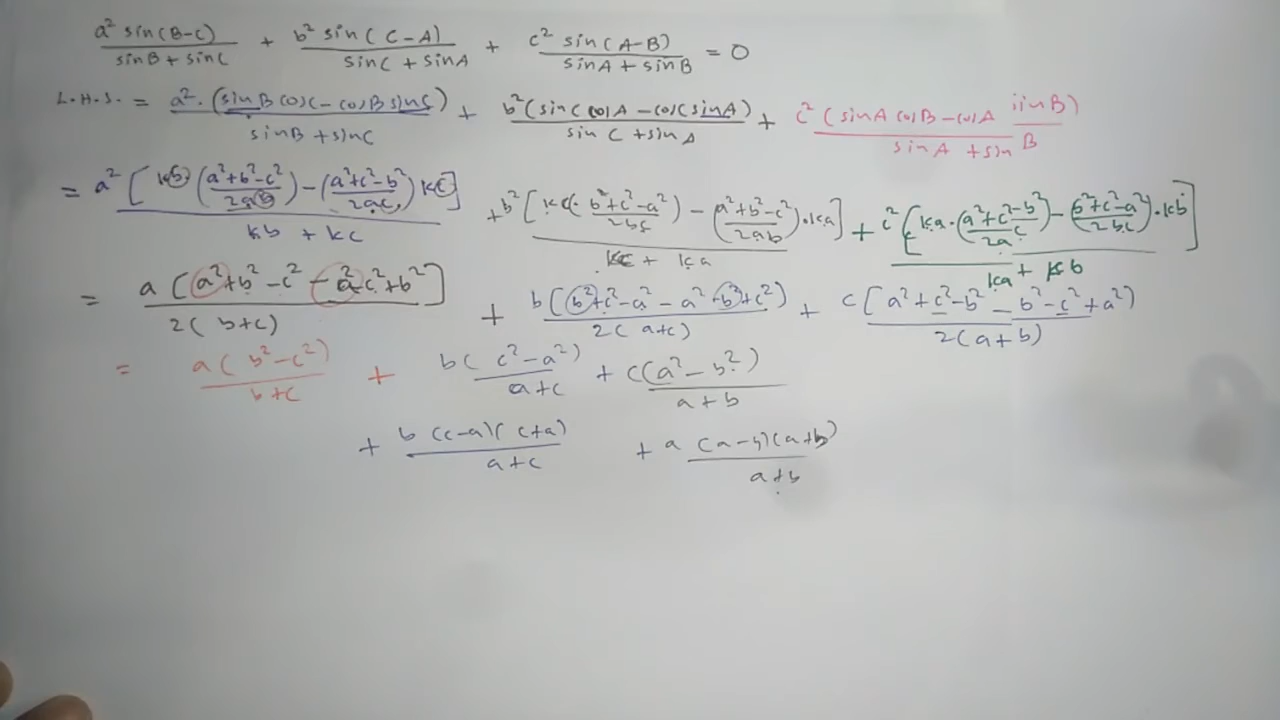 a² sin(B-C) / sinB + sinC + b² sin(C-A) / sinC + sinA + c² sin(A-B) / sinA + sinB = 0
L.H.S. = a². (sinB cosC - cosB sinC) / sinB + sinC + b²(sinC cosA - cosC sinA) / sinC + sinA + c² (sinA cosB - cosA sinB) / sinA + sinB
= a² [kb. (a²+b²-c² / 2ab) - (a²+c²-b² / 2ac) kc] / kb + kc + b² [kc. (b²+c²-a² / 2bc) - (a²+b²-c² / 2ab).ka] / kc + ka + c² [ka. (a²+c²-b² / 2ac) - (b²+c²-a² / 2bc).kb] / ka + kb
= a [a²+b²-c²-a²-c²+b²] / 2(b+c) + b[(b²+c²-a²-a²-b²+c²) / 2(a+c) + c[a²+c²-b²-b²-c²+a²) / 2(a+b)
= a(b²-c²) / b+c + b(c²-a²) / a+c + c(a²-b²) / a+b
+ b (c-a)(c+a) / a+c + a (a-b)(a+b) / a+b